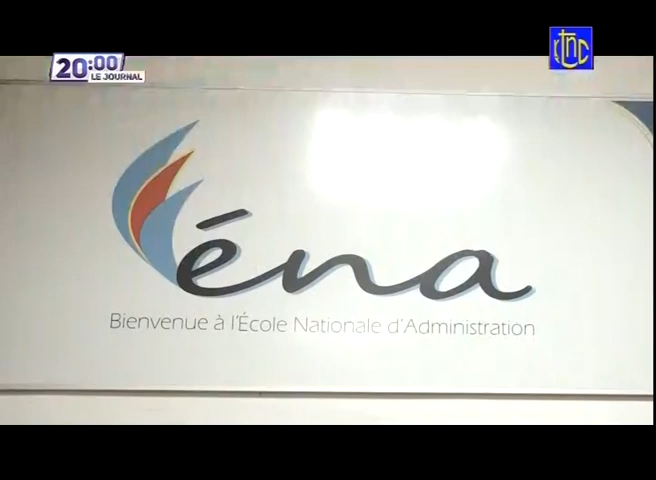 20:00
LE JOURNAL
rtnc
éna
Bienvenue à l'École Nationale d'Administration